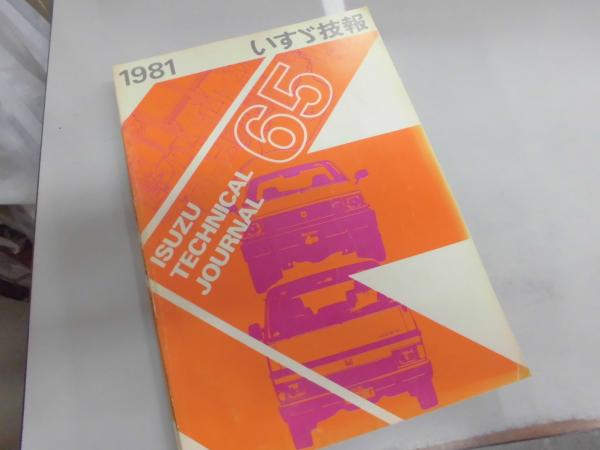 1981
いすゞ技報
65
ISUZU
TECHNICAL
JOURNAL